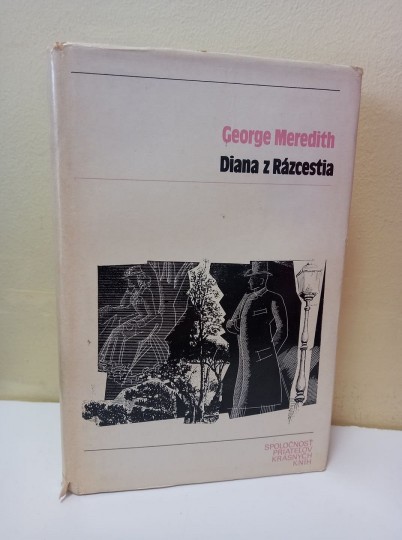 George Meredith
Diana z Rázcestia
SPOLOČNOSŤ
PRIATEĽOV
KRÁSNYCH
KNÍH